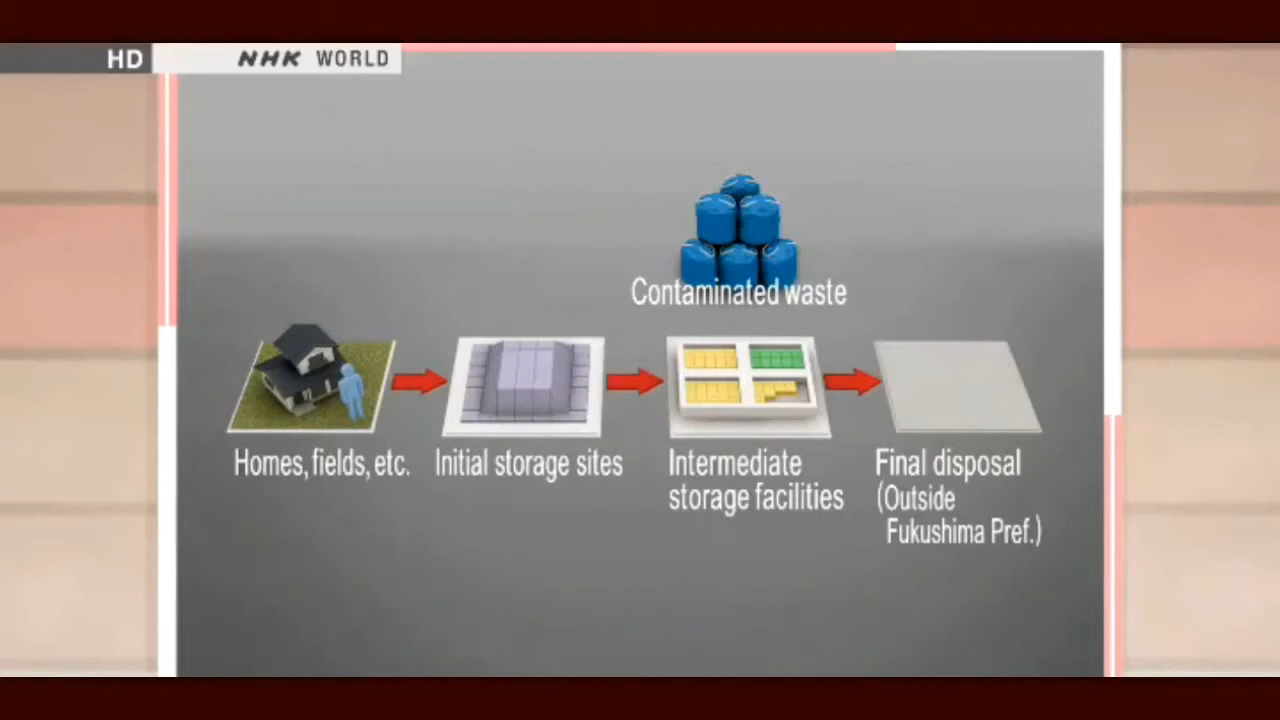 HD
NHK WORLD
Contaminated waste
Homes, fields, etc.
Initial storage sites
Intermediate
storage facilities
Final disposal
(Outside
Fukushima Pref.)